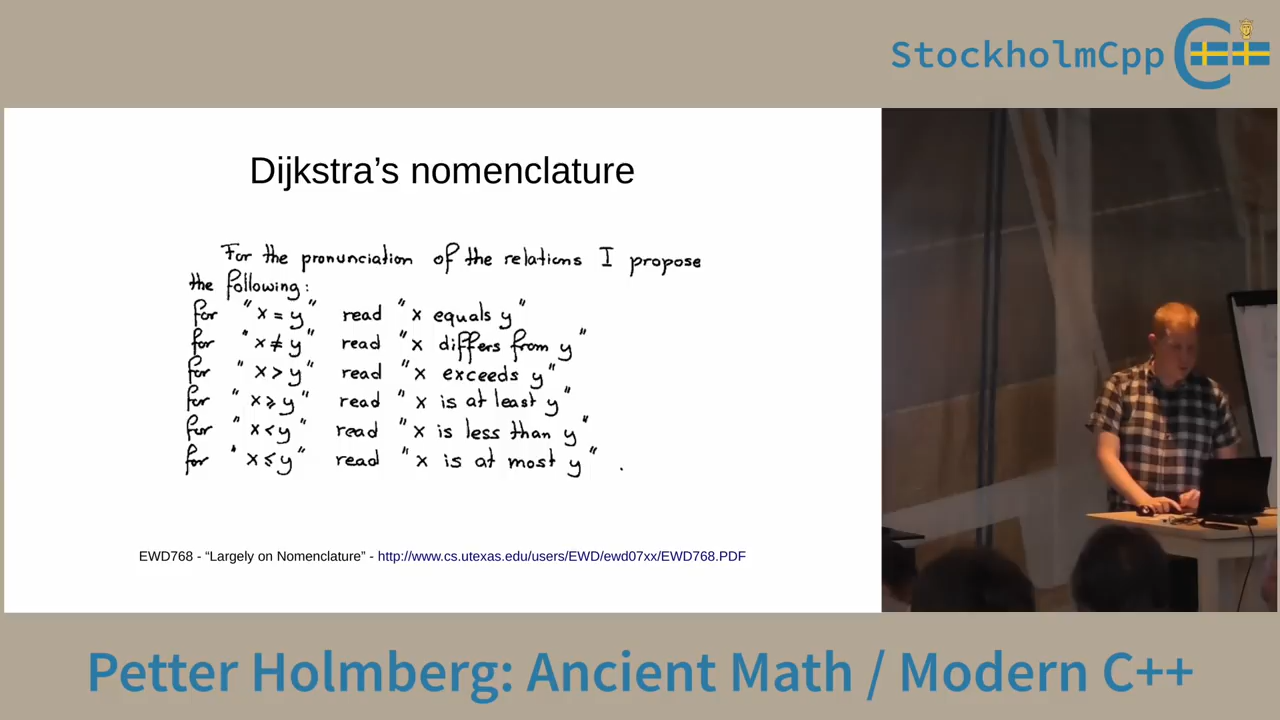 StockholmCpp
Dijkstra’s nomenclature
For the pronunciation of the relations I propose
the following:
for "x = y" read "x equals y"
for "x ≠ y" read "x differs from y"
for "x > y" read "x exceeds y"
for "x ⩾ y" read "x is at least y"
for "x < y" read "x is less than y"
for "x ⩽ y" read "x is at most y" .
EWD768 - “Largely on Nomenclature” - http://www.cs.utexas.edu/users/EWD/ewd07xx/EWD768.PDF
Petter Holmberg: Ancient Math / Modern C++